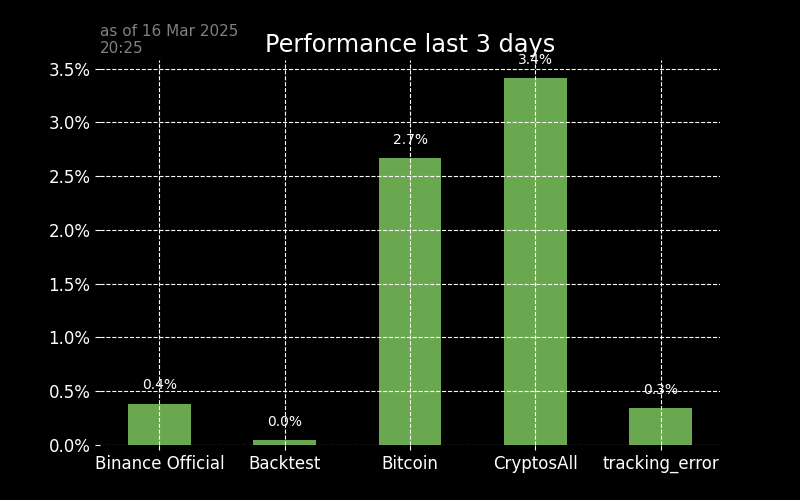 as of 16 Mar 2025
20:25
Performance last 3 days
3.5%
3.0%
2.5%
2.0%
1.5%
1.0%
0.5%
0.0%
0.4%
0.0%
2.7%
3.4%
0.3%
Binance Official
Backtest
Bitcoin
CryptosAll
tracking_error